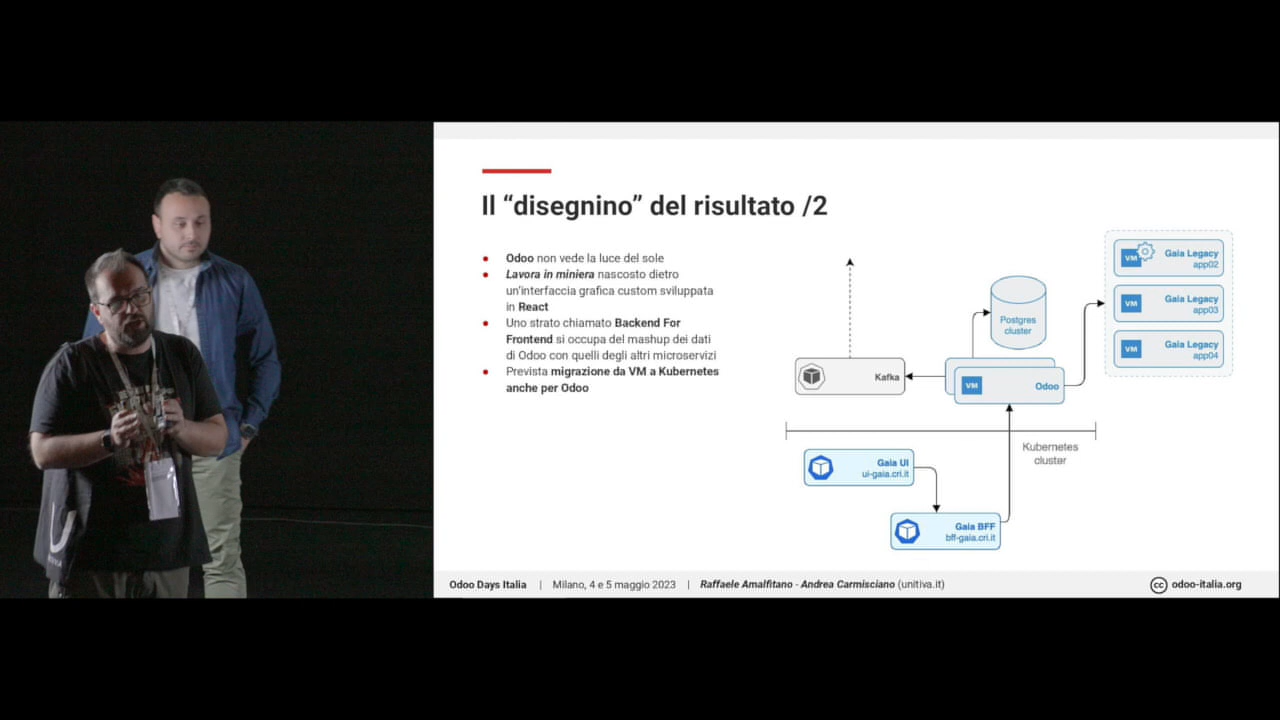 Il “disegnino” del risultato /2
Odoo non vede la luce del sole
Lavora in miniera nascosto dietro
un’interfaccia grafica custom sviluppata
in React
Uno strato chiamato Backend For
Frontend si occupa del mashup dei dati
di Odoo con quelli degli altri microservizi
Prevista migrazione da VM a Kubernetes
anche per Odoo
VM
Gaia Legacy
app02
VM
Gaia Legacy
app03
VM
Gaia Legacy
app04
Postgres
cluster
Kafka
VM
Odoo
Kubernetes
cluster
Gaia UI
ui-gaia.cri.it
Gaia BFF
bff-gaia.cri.it
Odoo Days Italia | Milano, 4 e 5 maggio 2023 | Raffaele Amalfitano - Andrea Carmisciano (unitiva.it)
cc odoo-italia.org